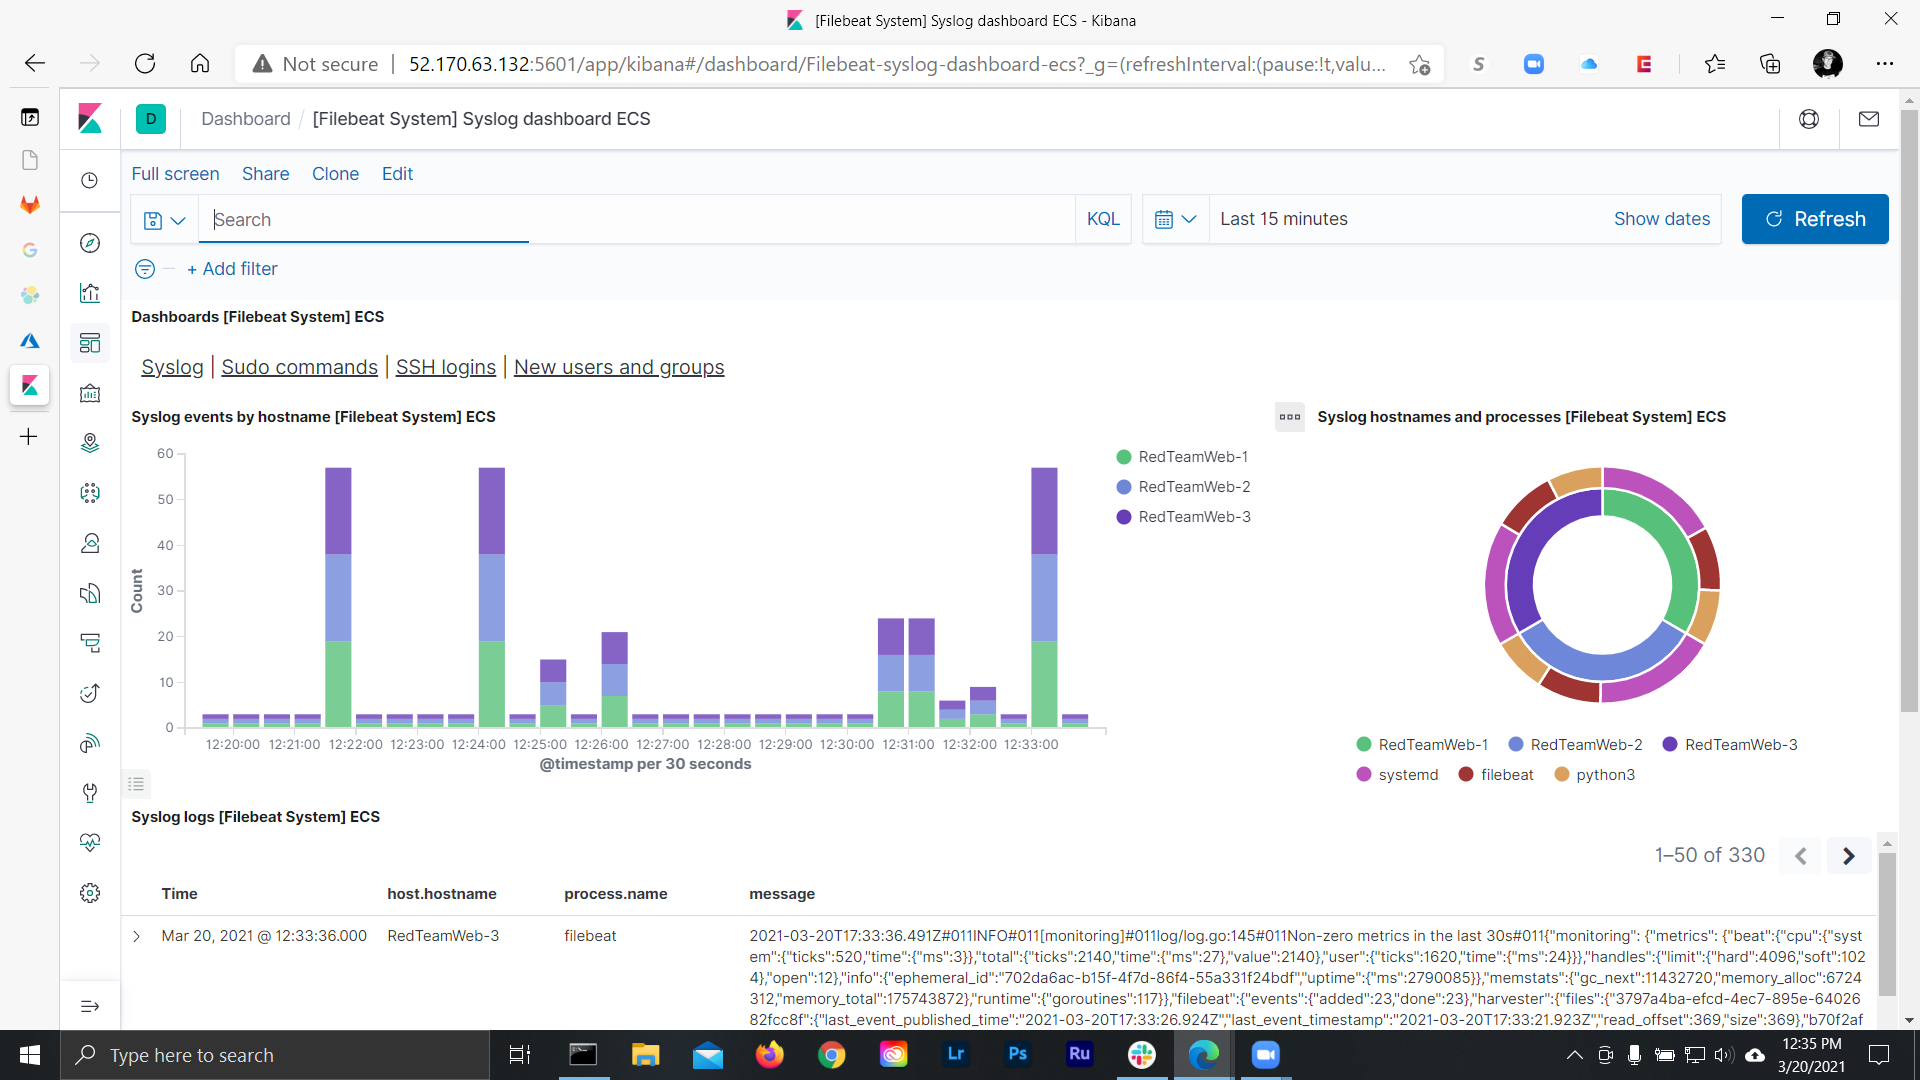 [Filebeat System] Syslog dashboard ECS - Kibana
Not secure | 52.170.63.132:5601/app/kibana#/dashboard/Filebeat-syslog-dashboard-ecs?_g=(refreshInterval:(pause:!t,valu...
D Dashboard / [Filebeat System] Syslog dashboard ECS
Full screen Share Clone Edit
Search KQL Last 15 minutes Show dates Refresh
+ Add filter
Dashboards [Filebeat System] ECS
Syslog | Sudo commands | SSH logins | New users and groups
Syslog events by hostname [Filebeat System] ECS
60
50
40
30
20
10
0
Count
12:20:00 12:21:00 12:22:00 12:23:00 12:24:00 12:25:00 12:26:00 12:27:00 12:28:00 12:29:00 12:30:00 12:31:00 12:32:00 12:33:00
@timestamp per 30 seconds
RedTeamWeb-1
RedTeamWeb-2
RedTeamWeb-3
Syslog hostnames and processes [Filebeat System] ECS
RedTeamWeb-1 RedTeamWeb-2 RedTeamWeb-3
systemd filebeat python3
Syslog logs [Filebeat System] ECS
1–50 of 330
Time host.hostname process.name message
Mar 20, 2021 @ 12:33:36.000 RedTeamWeb-3 filebeat 2021-03-20T17:33:36.491Z#011INFO#011[monitoring]#011log/log.go:145#011Non-zero metrics in the last 30s#011{"monitoring": {"metrics": {"beat":{"cpu":{"syst
em":{"ticks":520,"time":{"ms":3}},"total":{"ticks":2140,"time":{"ms":27},"value":2140},"user":{"ticks":1620,"time":{"ms":24}}},"handles":{"limit":{"hard":4096,"soft":102
4},"open":12},"info":{"ephemeral_id":"702da6ac-b15f-4f7d-86f4-55a331f24bdf","uptime":{"ms":2790085}},"memstats":{"gc_next":11432720,"memory_alloc":6724
312,"memory_total":175743872},"runtime":{"goroutines":117}},"filebeat":{"events":{"added":23,"done":23},"harvester":{"files":{"3797a4ba-efcd-4ec7-895e-64026
82fcc8f":{"last_event_published_time":"2021-03-20T17:33:26.924Z","last_event_timestamp":"2021-03-20T17:33:21.923Z","read_offset":369,"size":369},"b70f2af
Type here to search
Lr
Ps
Ru
12:35 PM
3/20/2021